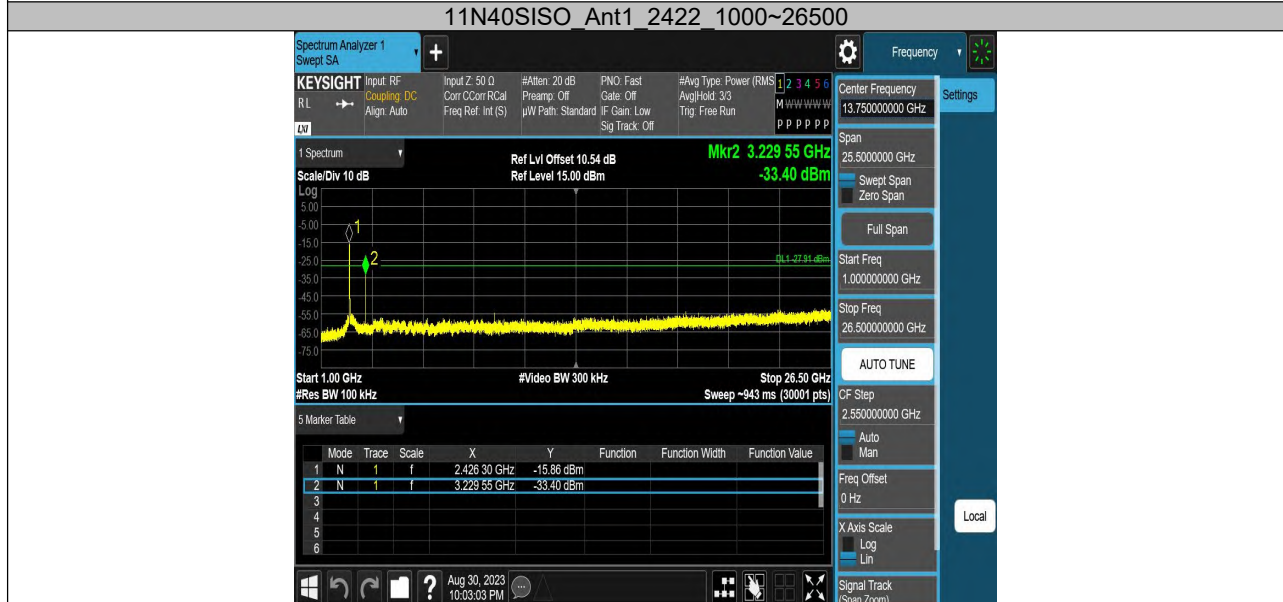 11N40SISO_Ant1_2422_1000~26500
Spectrum Analyzer 1
Swept SA
+
Frequency
KEYSIGHT
RL
LXI
Input: RF
Coupling: DC
Align: Auto
Input Z: 50 Ω
Corr CCorr RCal
Freq Ref: Int (S)
#Atten: 20 dB
Preamp: Off
µW Path: Standard
PNO: Fast
Gate: Off
IF Gain: Low
Sig Track: Off
#Avg Type: Power (RMS
Avg|Hold: 3/3
Trig: Free Run
1 2 3 4 5 6
M W W W W W
P P P P P P
1 Spectrum
Scale/Div 10 dB
Ref Lvl Offset 10.54 dB
Ref Level 15.00 dBm
Mkr2 3.229 55 GHz
-33.40 dBm
Log
5.00
-5.00
-15.0
-25.0
-35.0
-45.0
-55.0
-65.0
-75.0
1
2
DL1 -27.91 dBm
Start 1.00 GHz
#Res BW 100 kHz
#Video BW 300 kHz
Stop 26.50 GHz
Sweep ~943 ms (30001 pts)
5 Marker Table
Mode Trace Scale X Y Function Function Width Function Value
1 N 1 f 2.426 30 GHz -15.86 dBm
2 N 1 f 3.229 55 GHz -33.40 dBm
3
4
5
6
Aug 30, 2023
10:03:03 PM
?
Center Frequency
13.750000000 GHz
Settings
Span
25.5000000 GHz
Swept Span
Zero Span
Full Span
Start Freq
1.000000000 GHz
Stop Freq
26.500000000 GHz
AUTO TUNE
CF Step
2.550000000 GHz
Auto
Man
Freq Offset
0 Hz
X Axis Scale
Log
Lin
Local
Signal Track
(Span Zoom)